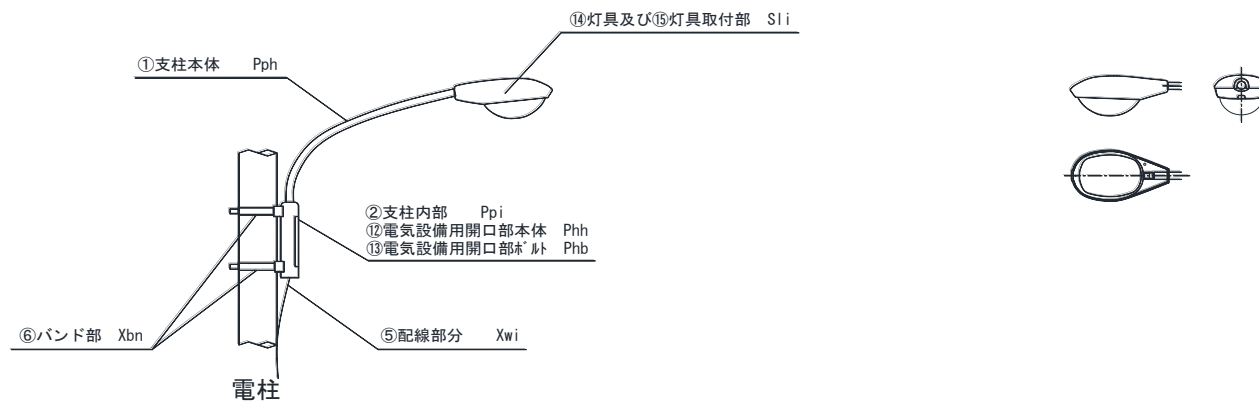 ⑭灯具及び⑮灯具取付部 Sli
①支柱本体 Pph
②支柱内部 Ppi
⑫電気設備用開口部本体 Phh
⑬電気設備用開口部ﾎﾞﾙﾄ Phb
⑥バンド部 Xbn
⑤配線部分 Xwi
電柱